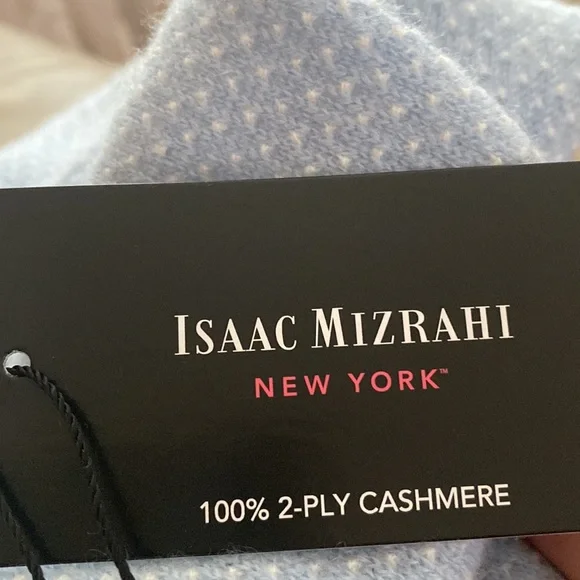 ISAAC MIZRAHI
NEW YORK™
100% 2-PLY CASHMERE